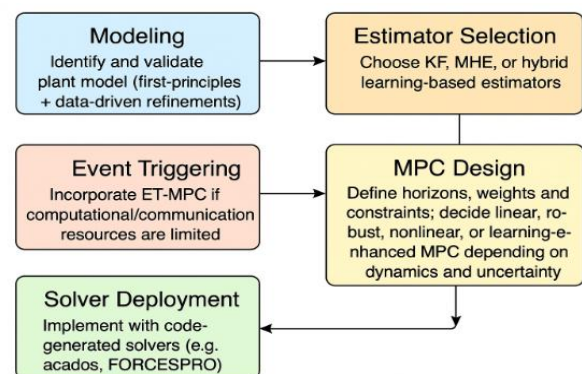 Modeling
Identify and validate
plant model (first-principles
+ data-driven refinements)
Estimator Selection
Choose KF, MHE, or hybrid
learning-based estimators
Event Triggering
Incorporate ET-MPC if
computational/communication
resources are limited
MPC Design
Define horizons, weights and
constraints; decide linear, ro-
bust, nonlinear, or learning-e-
enhanced MPC depending on
dynamics and uncertainty
Solver Deployment
Implement with code-
generated solvers (e.g.
acados, FORCESPRO)